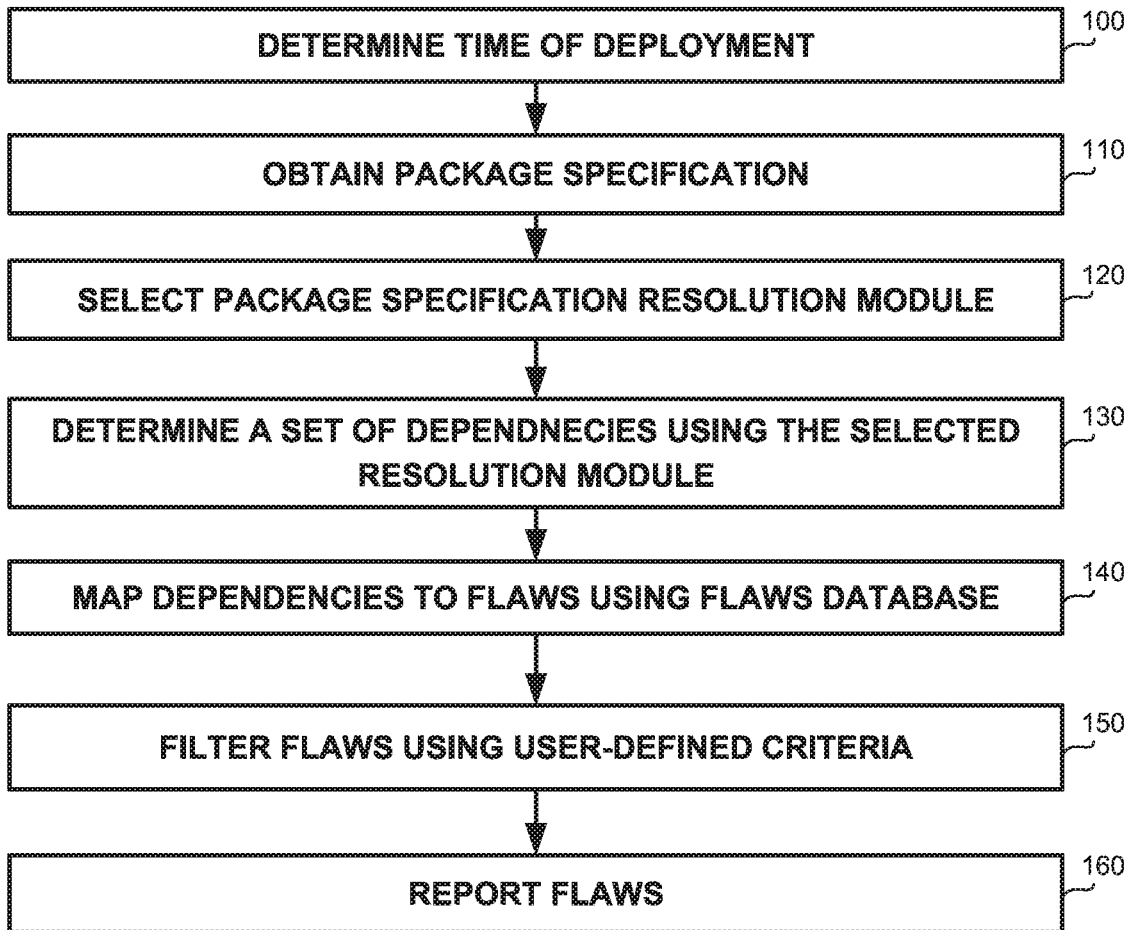 DETERMINE TIME OF DEPLOYMENT
100
OBTAIN PACKAGE SPECIFICATION
110
SELECT PACKAGE SPECIFICATION RESOLUTION MODULE
120
DETERMINE A SET OF DEPENDNECIES USING THE SELECTED
RESOLUTION MODULE
130
MAP DEPENDENCIES TO FLAWS USING FLAWS DATABASE
140
FILTER FLAWS USING USER-DEFINED CRITERIA
150
REPORT FLAWS
160